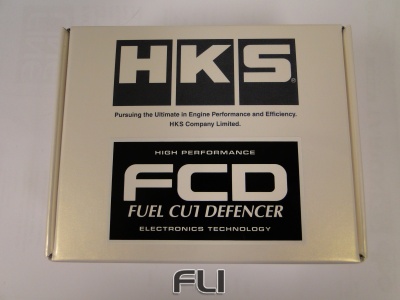 HKS®
Pursuing the Ultimate in Engine Performance and Efficiency.
HKS Company Limited.
HIGH PERFORMANCE
FCD
FUEL CUT DEFENCER
ELECTRONICS TECHNOLOGY
FLI